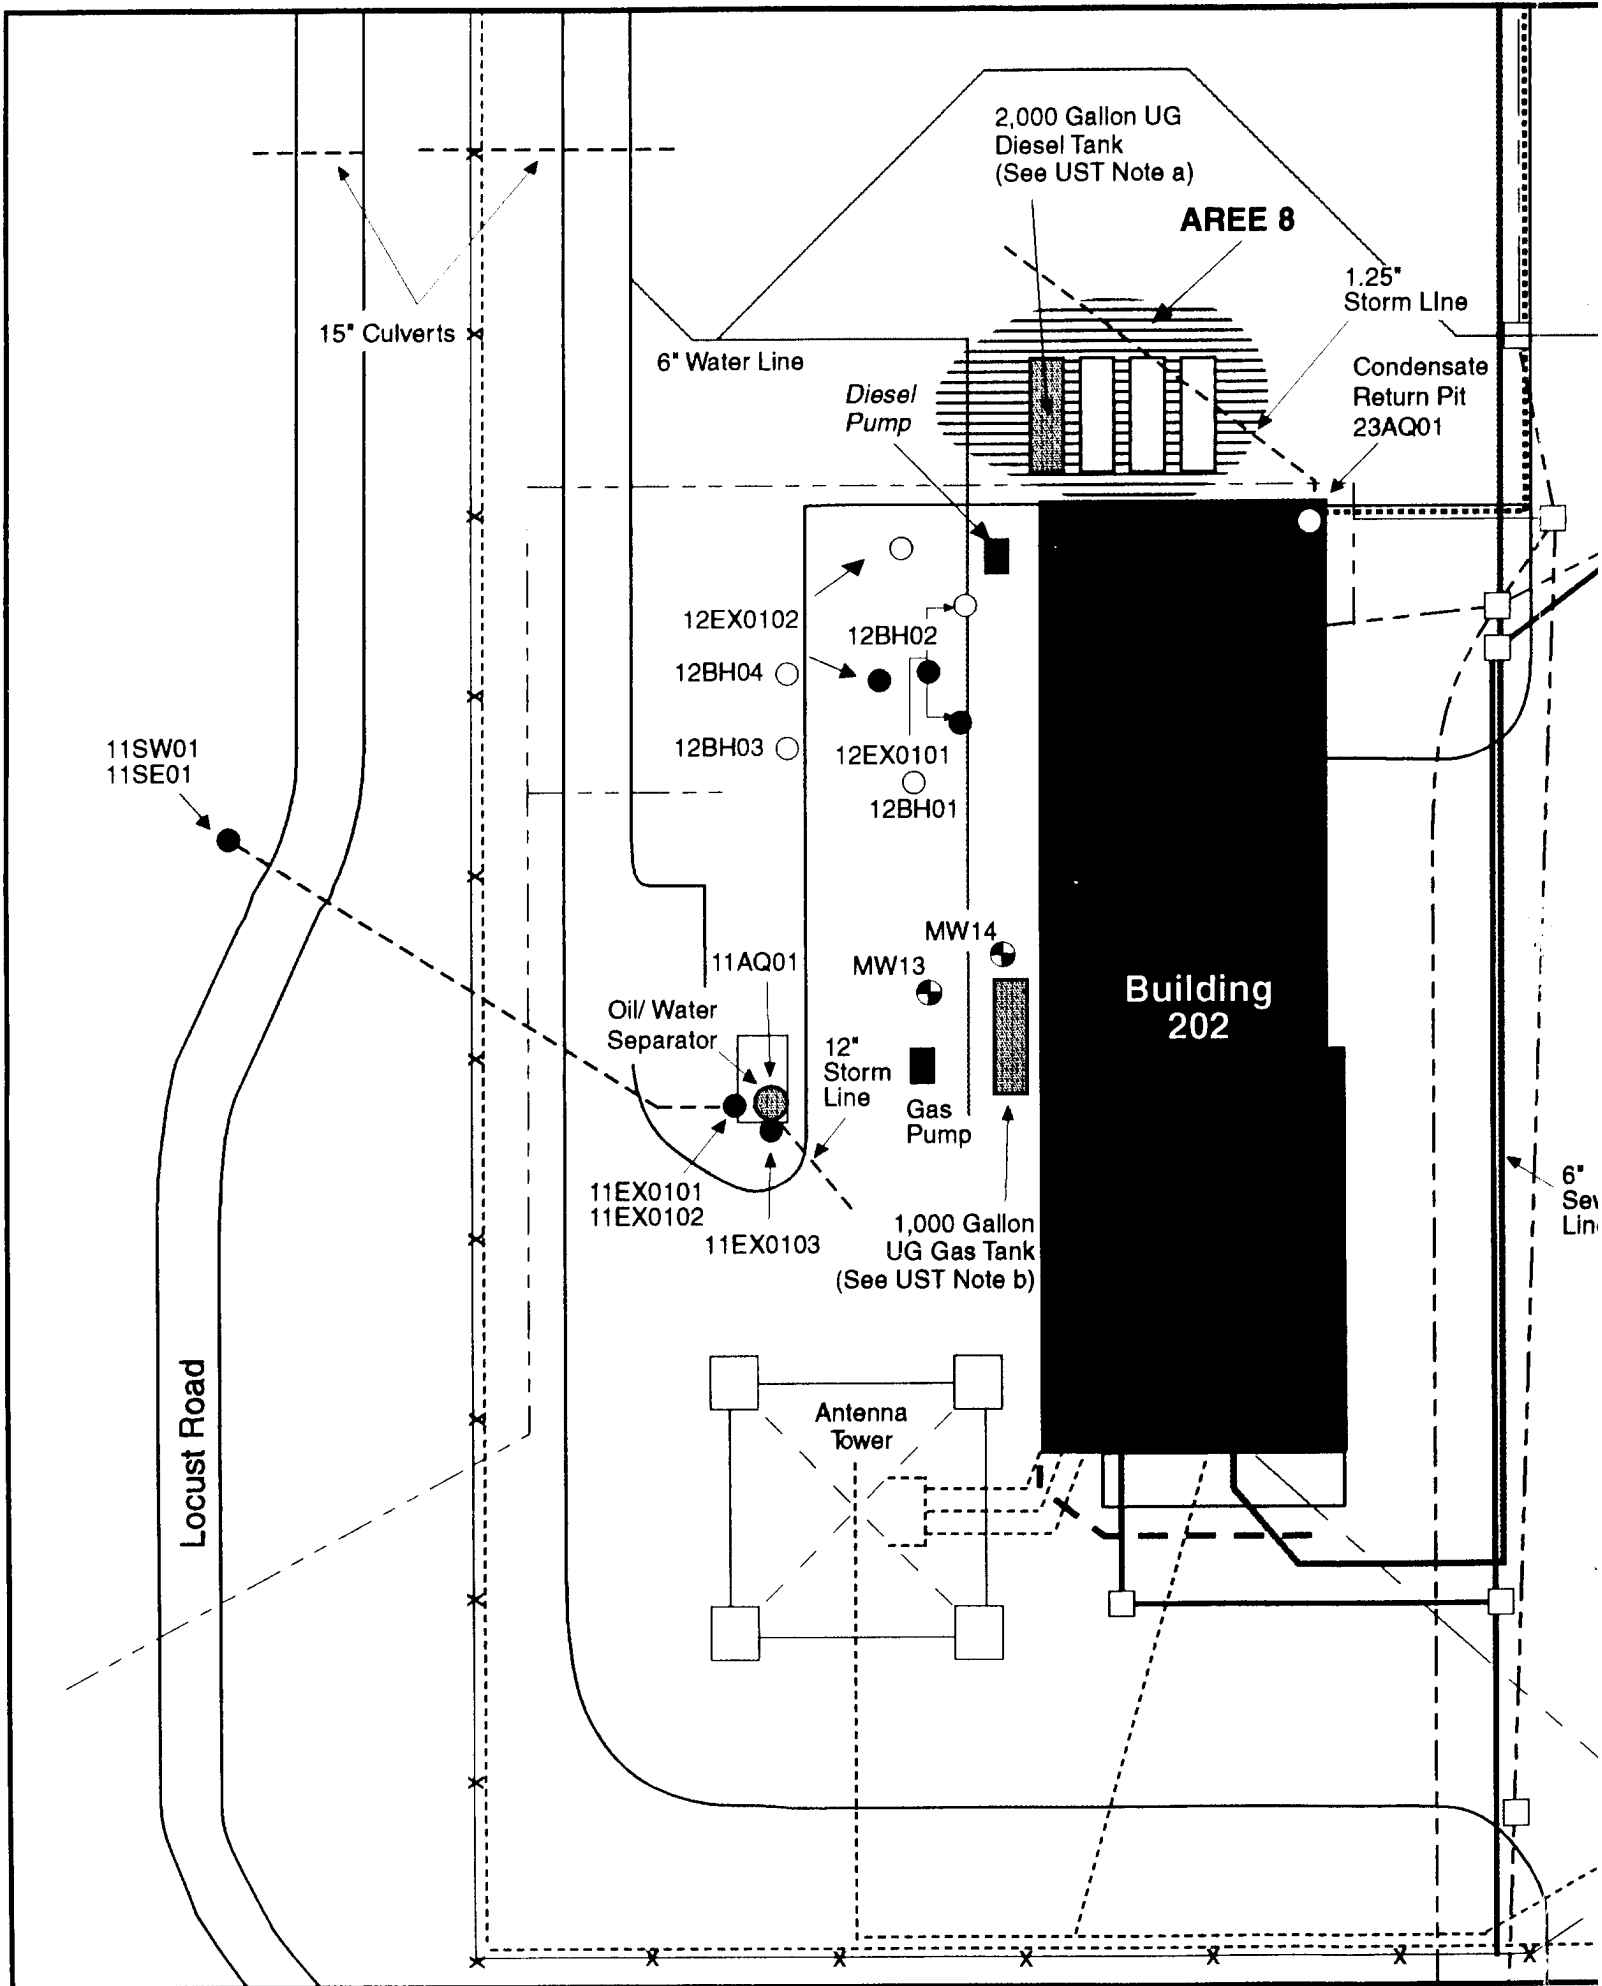 2,000 Gallon UG
Diesel Tank
(See UST Note a)
AREE 8
1.25"
Storm LIne
15" Culverts
6" Water Line
Diesel
Pump
Condensate
Return Pit
23AQ01
12EX0102
12BH02
12BH04
12BH03
12EX0101
12BH01
11SW01
11SE01
MW14
MW13
11AQ01
Building
202
Oil/ Water
Separator
12"
Storm
Line
Gas
Pump
11EX0101
11EX0102
11EX0103
1,000 Gallon
UG Gas Tank
(See UST Note b)
6"
Locust Road
Antenna
Tower